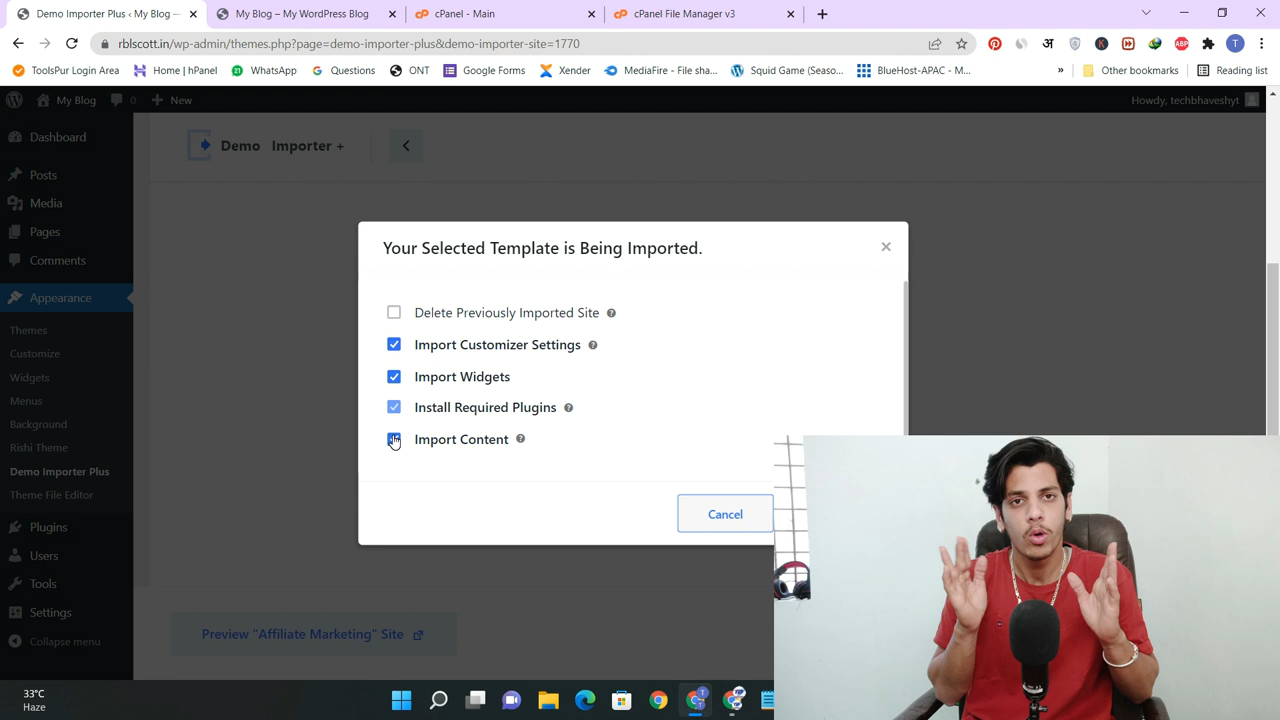 Demo Importer Plus ‹ My Blog —
My Blog – My WordPress Blog
cPanel - Main
cPanel File Manager v3
rblscott.in/wp-admin/themes.php?page=demo-importer-plus&demo-importer-site=1770
ToolsPur Login Area
Home | hPanel
WhatsApp
Questions
ONT
Google Forms
Xender
MediaFire - File sha...
Squid Game (Seaso...
BlueHost-APAC - M...
»
Other bookmarks
Reading list
My Blog
0
New
Howdy, techbhaveshyt
Dashboard
Posts
Media
Pages
Comments
Appearance
Themes
Customize
Widgets
Menus
Background
Rishi Theme
Demo Importer Plus
Theme File Editor
Plugins
Users
Tools
Settings
Collapse menu
Demo Importer +
Your Selected Template is Being Imported.
Delete Previously Imported Site
Import Customizer Settings
Import Widgets
Install Required Plugins
Import Content
Cancel
Preview "Affiliate Marketing" Site
33°C
Haze